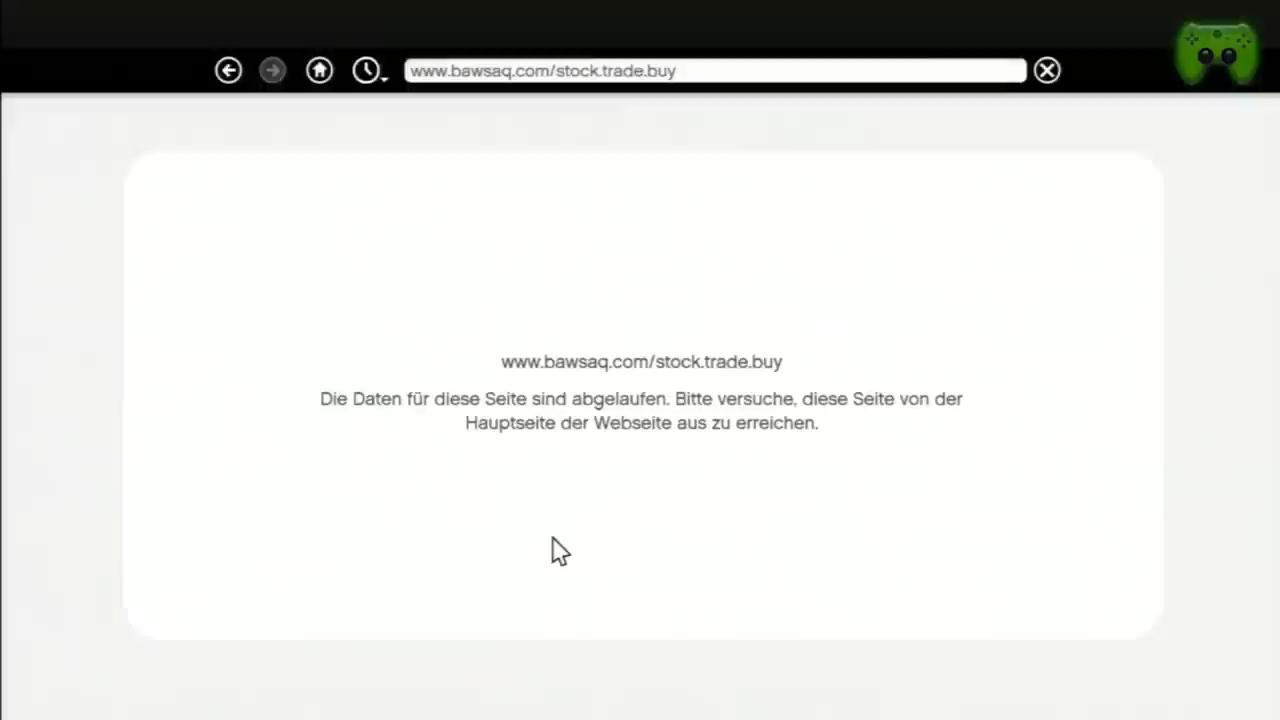 www.bawsaq.com/stock.trade.buy
www.bawsaq.com/stock.trade.buy
Die Daten für diese Seite sind abgelaufen. Bitte versuche, diese Seite von der
Hauptseite der Webseite aus zu erreichen.